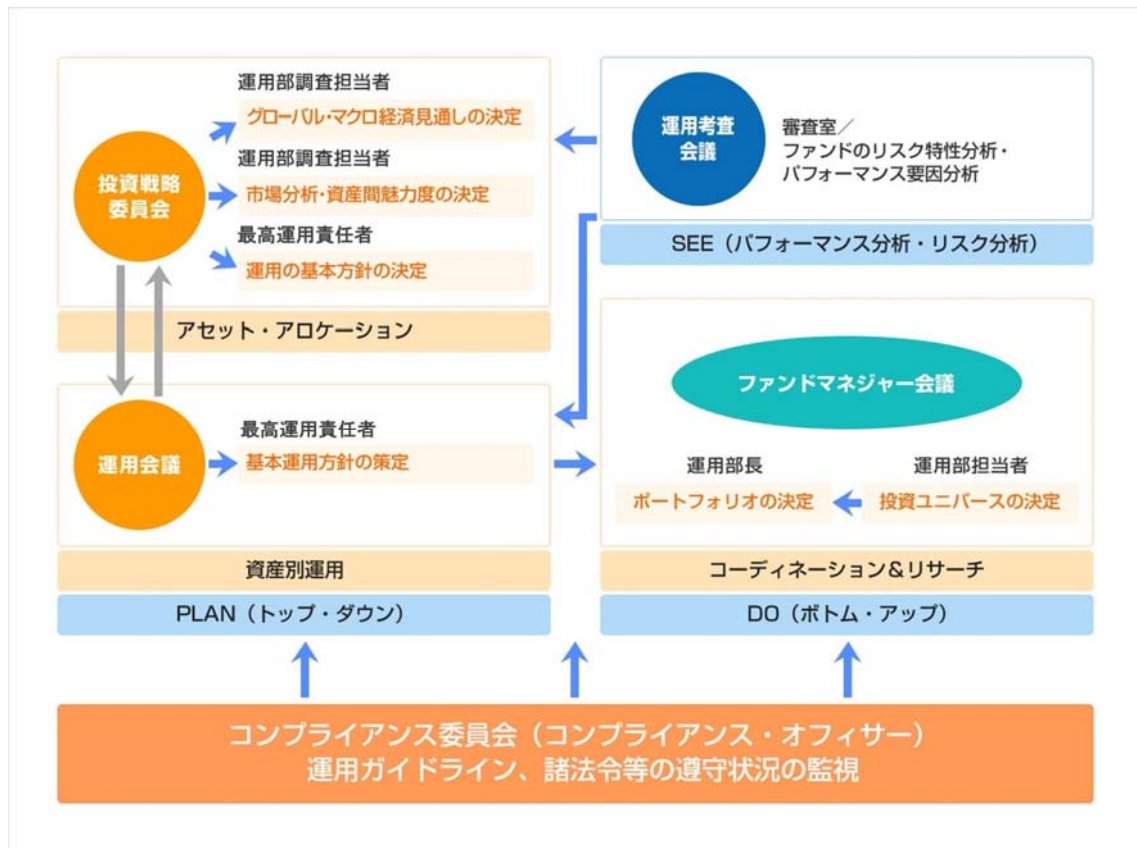 運用部調査担当者
グローバル・マクロ経済見通しの決定
投資戦略
委員会
運用部調査担当者
市場分析・資産間魅力度の決定
最高運用責任者
運用の基本方針の決定
アセット・アロケーション
運用考査
会議
審査室／
ファンドのリスク特性分析・
パフォーマンス要因分析
SEE（パフォーマンス分析・リスク分析）
運用会議
最高運用責任者
基本運用方針の策定
資産別運用
PLAN（トップ・ダウン）
ファンドマネジャー会議
運用部長
ポートフォリオの決定
運用部担当者
投資ユニバースの決定
コーディネーション＆リサーチ
DO（ボトム・アップ）
コンプライアンス委員会（コンプライアンス・オフィサー）
運用ガイドライン、諸法令等の遵守状況の監視